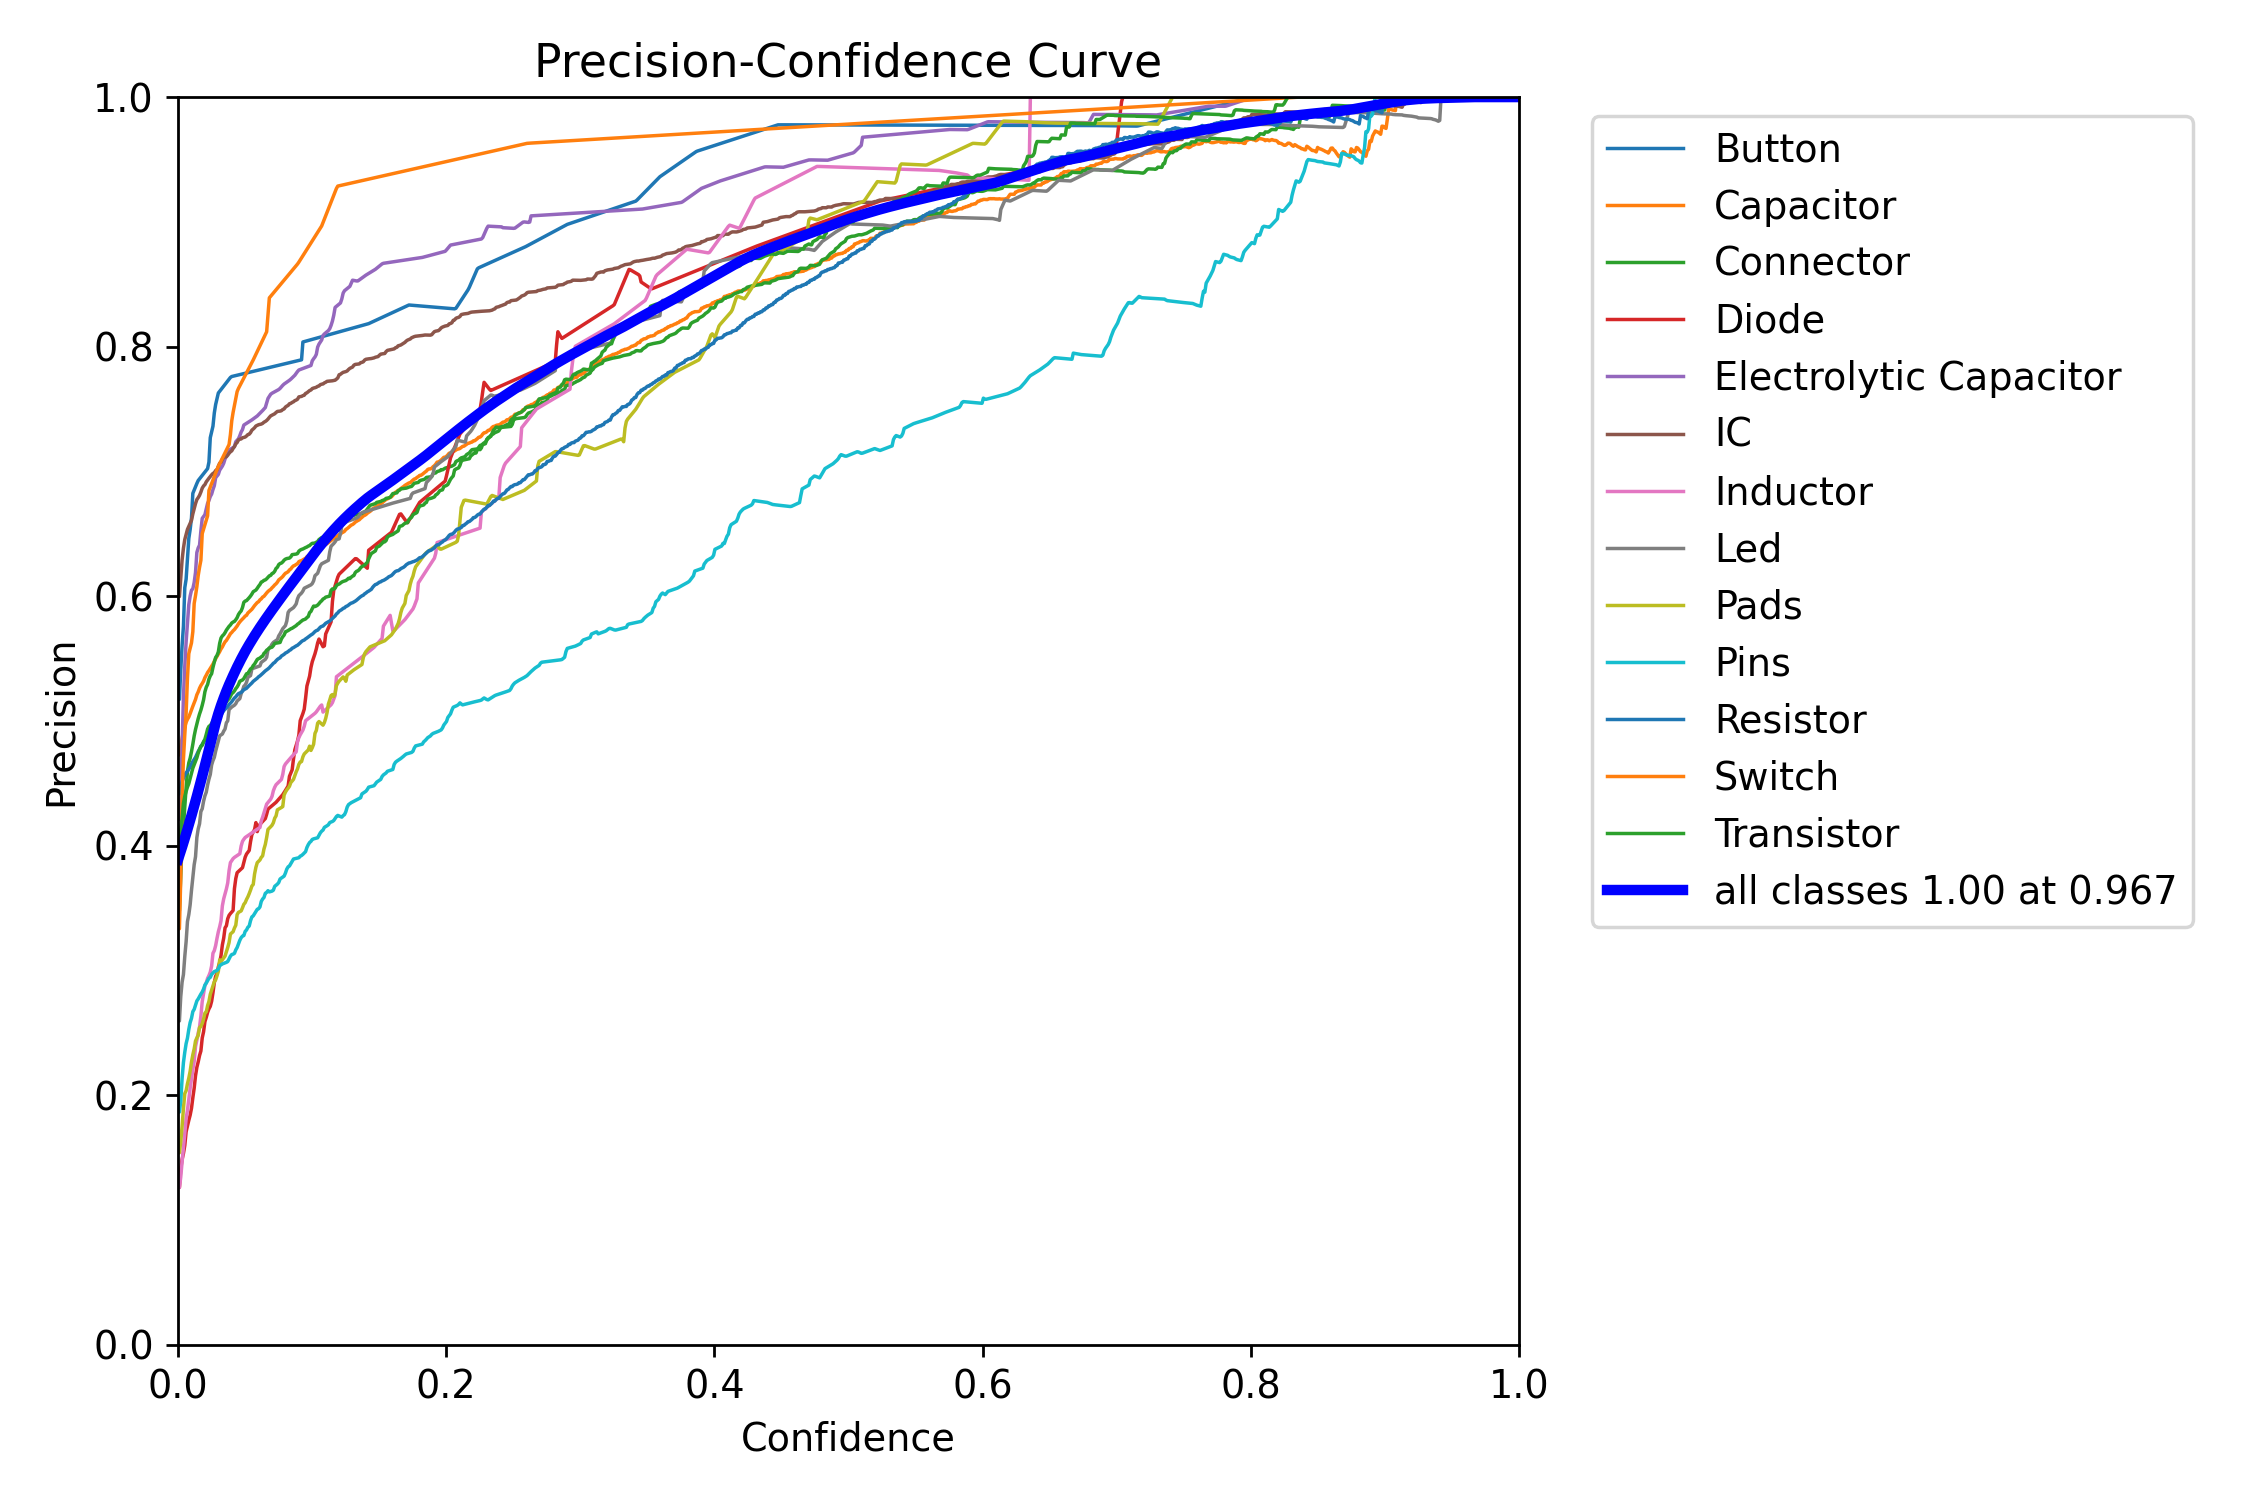 Precision-Confidence Curve
1.0
0.8
0.6
0.4
0.2
0.0
Precision
0.0 0.2 0.4 0.6 0.8 1.0
Confidence
Button
Capacitor
Connector
Diode
Electrolytic Capacitor
IC
Inductor
Led
Pads
Pins
Resistor
Switch
Transistor
all classes 1.00 at 0.967